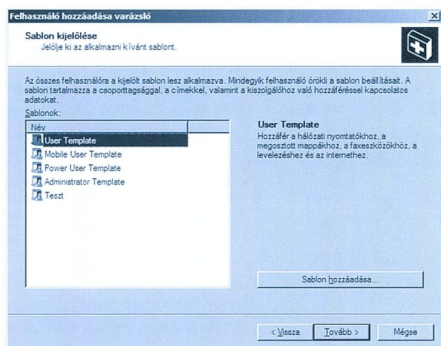 Felhasználó hozzáadása varázsló
Sablon kijelölése
Jelölje ki az alkalmazni kívánt sablont.
Az összes felhasználóra a kijelölt sablon lesz alkalmazva. Mindegyik felhasználó örökli a sablon beállításait. A
sablon tartalmazza a csoporttagsággal, a címekkel, valamint a kiszolgálóhoz való hozzáféréssel kapcsolatos
adatokat.
Sablonok:
Név
User Template
Mobile User Template
Power User Template
Administrator Template
Teszt
User Template
Hozzáfér a hálózati nyomtatókhoz, a
megosztott mappákhoz, a faxeszközökhöz, a
levelezéshez és az internethez.
Sablon hozzáadása...
< Vissza
Tovább >
Mégse